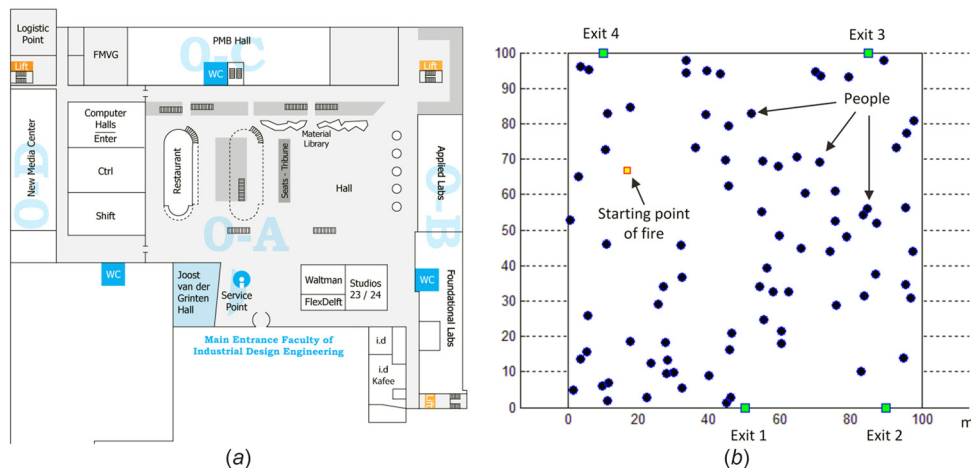 Logistic
Point
Lift
FMVG
O-C
PMB Hall
WC
Lift
New Media Center
O-D
Computer
Halls
Enter
Ctrl
Shift
Restaurant
Seats - Tribune
Material
Library
Hall
O-A
Applied Labs
O-B
WC
Joost
van der
Grinten
Hall
i
Service
Point
Waltman
FlexDelft
Studios
23 / 24
WC
Foundational Labs
Main Entrance Faculty of
Industrial Design Engineering
i.d
i.d
Kafee
Lift
(a)
Exit 4
Exit 3
100
90
80
70
60
50
40
30
20
10
0
People
Starting point
of fire
0
20
40
60
80
100
m
Exit 1
Exit 2
(b)